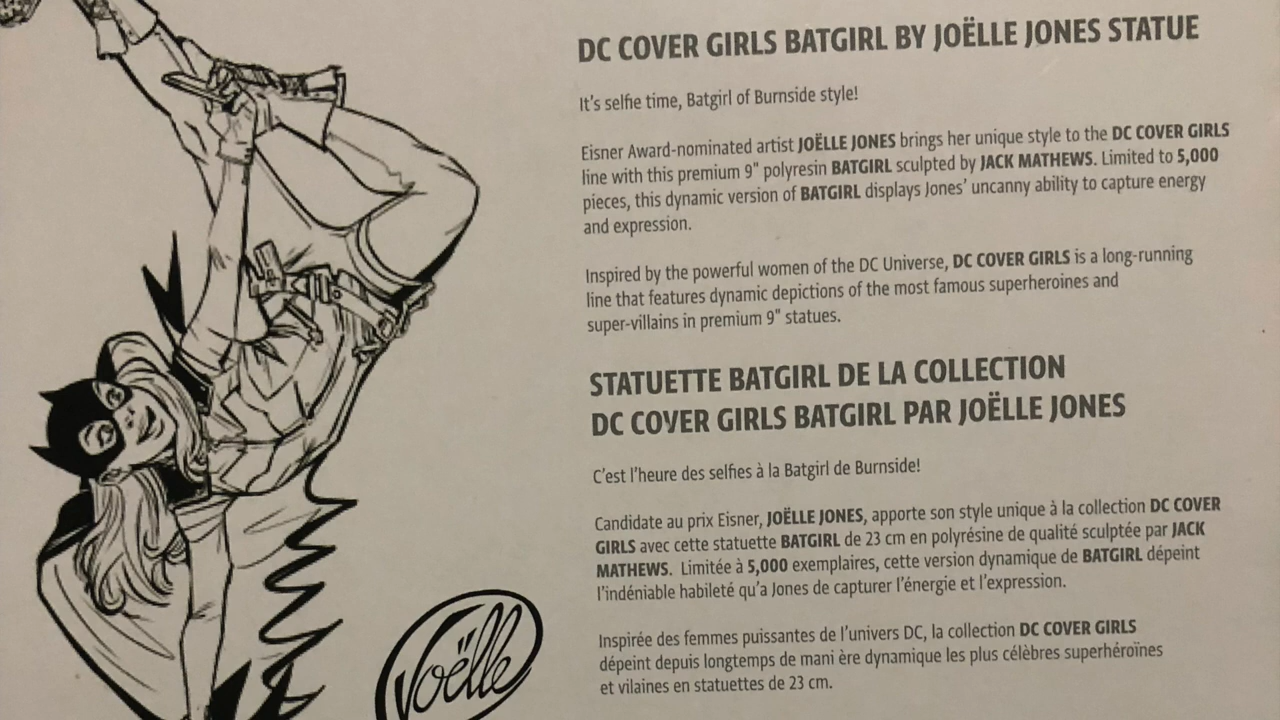 DC COVER GIRLS BATGIRL BY JOËLLE JONES STATUE
It's selfie time, Batgirl of Burnside style!
Eisner Award-nominated artist JOËLLE JONES brings her unique style to the DC COVER GIRLS
line with this premium 9" polyresin BATGIRL sculpted by JACK MATHEWS. Limited to 5,000
pieces, this dynamic version of BATGIRL displays Jones' uncanny ability to capture energy
and expression.
Inspired by the powerful women of the DC Universe, DC COVER GIRLS is a long-running
line that features dynamic depictions of the most famous superheroines and
super-villains in premium 9" statues.
STATUETTE BATGIRL DE LA COLLECTION
DC COVER GIRLS BATGIRL PAR JOËLLE JONES
C'est l'heure des selfies à la Batgirl de Burnside!
Candidate au prix Eisner, JOËLLE JONES, apporte son style unique à la collection DC COVER
GIRLS avec cette statuette BATGIRL de 23 cm en polyrésine de qualité sculptée par JACK
MATHEWS. Limitée à 5,000 exemplaires, cette version dynamique de BATGIRL dépeint
l'indéniable habileté qu'a Jones de capturer l'énergie et l'expression.
Inspirée des femmes puissantes de l'univers DC, la collection DC COVER GIRLS
dépeint depuis longtemps de mani ère dynamique les plus célèbres superhéroïnes
et vilaines en statuettes de 23 cm.
Joëlle